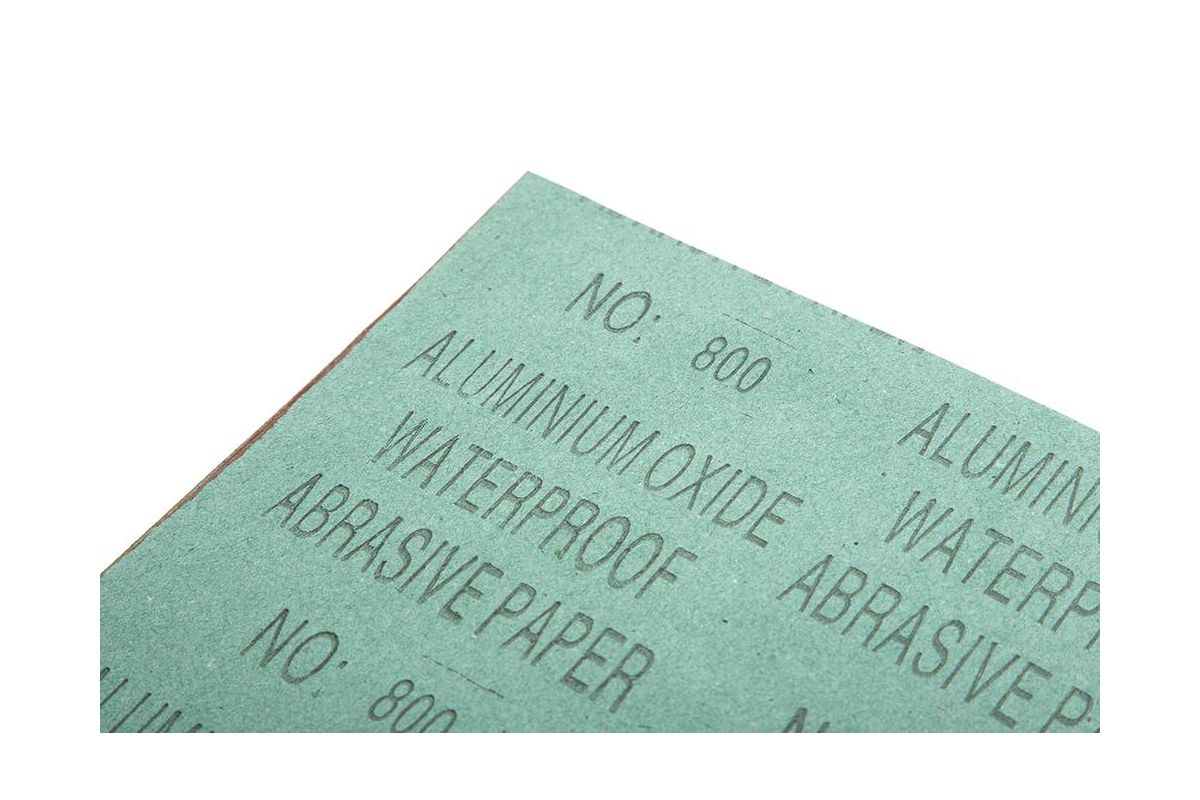 NO: 800
ALUMINIUM OXIDE
WATERPROOF
ABRASIVE PAPER
ALUMINI
WATERP
ABRASIVE P
NO: 800